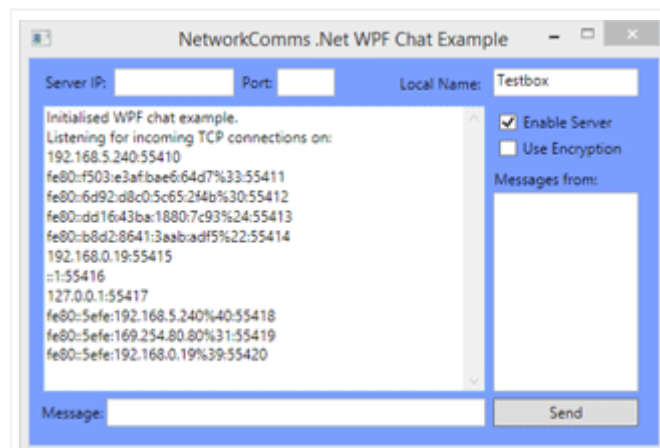 NetworkComms .Net WPF Chat Example
Server IP: Port: Local Name: Testbox
Initialised WPF chat example.
Listening for incoming TCP connections on:
192.168.5.240:55410
fe80::f503:e3af:bae6:64d7%33:55411
fe80::6d92:d8c0:5c65:2f4b%30:55412
fe80::dd16:43ba:1880:7c93%24:55413
fe80::b8d2:8641:3aab:adf5%22:55414
192.168.0.19:55415
::1:55416
127.0.0.1:55417
fe80::5efe:192.168.5.240%40:55418
fe80::5efe:169.254.80.80%31:55419
fe80::5efe:192.168.0.19%39:55420
Enable Server
Use Encryption
Messages from:
Message:
Send